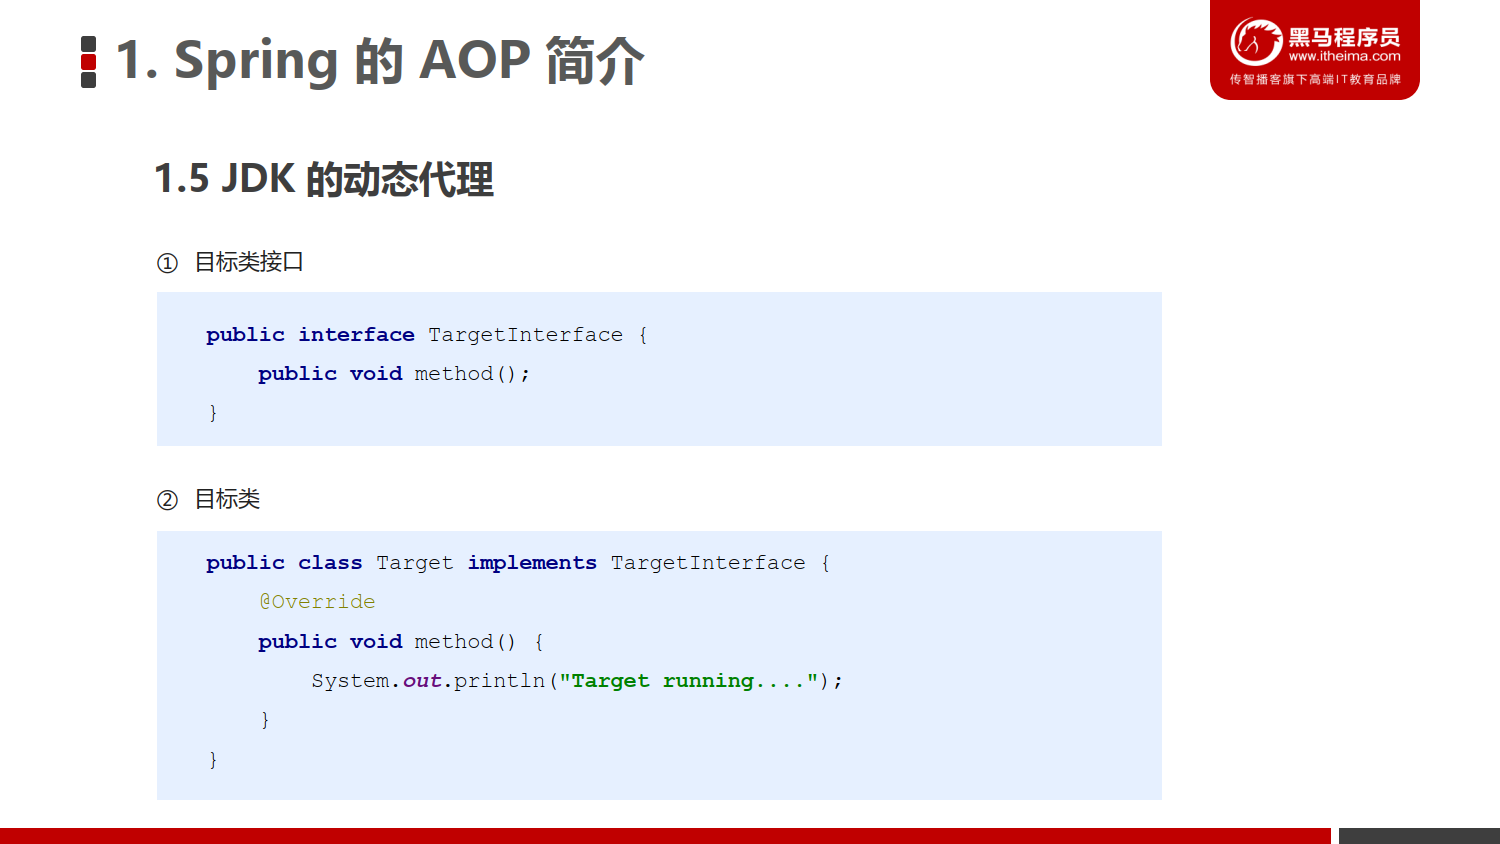 1. Spring 的 AOP 简介
黑马程序员
www.itheima.com
传智播客旗下高端IT教育品牌
1.5 JDK 的动态代理
① 目标类接口
public interface TargetInterface {
    public void method();
}
② 目标类
public class Target implements TargetInterface {
    @Override
    public void method() {
        System.out.println("Target running....");
    }
}